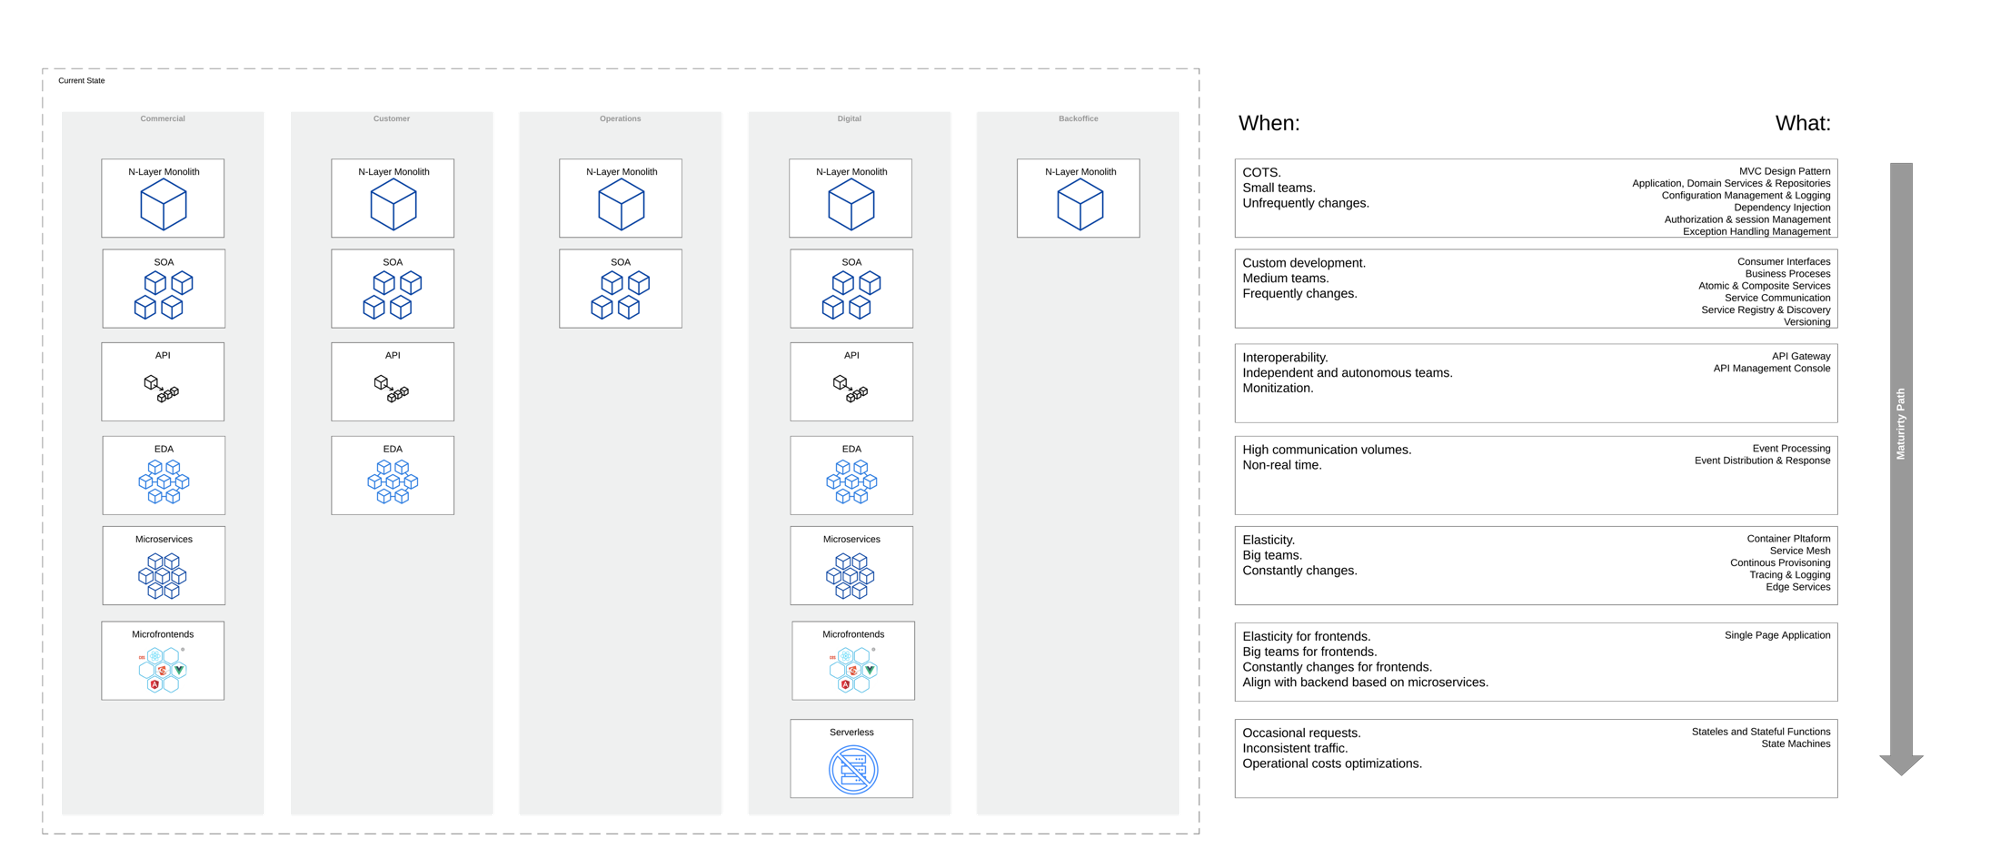 Current State
Commercial
Customer
Operations
Digital
Backoffice
When:
What:
N-Layer Monolith
N-Layer Monolith
N-Layer Monolith
N-Layer Monolith
N-Layer Monolith
COTS.
Small teams.
Unfrequently changes.
MVC Design Pattern
Application, Domain Services & Repositories
Configuration Management & Logging
Dependency Injection
Authorization & session Management
Exception Handling Management
SOA
SOA
SOA
SOA
Custom development.
Medium teams.
Frequently changes.
Consumer Interfaces
Business Proceses
Atomic & Composite Services
Service Communication
Service Registry & Discovery
Versioning
API
API
API
Interoperability.
Independent and autonomous teams.
Monitization.
API Gateway
API Management Console
EDA
EDA
EDA
High communication volumes.
Non-real time.
Event Processing
Event Distribution & Response
Microservices
Microservices
Elasticity.
Big teams.
Constantly changes.
Container Pltaform
Service Mesh
Continous Provisoning
Tracing & Logging
Edge Services
Microfrontends
Microfrontends
Elasticity for frontends.
Big teams for frontends.
Constantly changes for frontends.
Align with backend based on microservices.
Single Page Application
Serverless
Occasional requests.
Inconsistent traffic.
Operational costs optimizations.
Stateles and Stateful Functions
State Machines
Maturirty Path